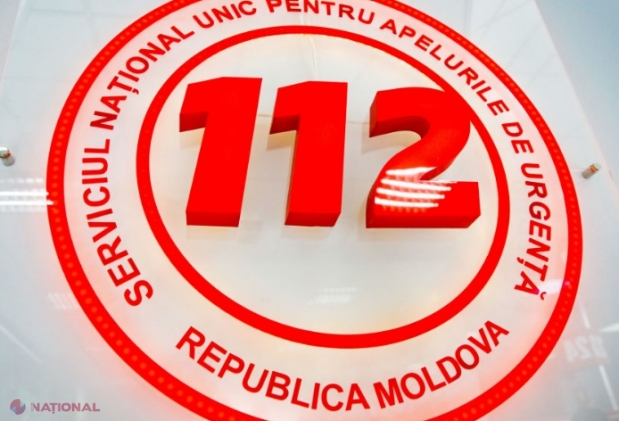 SERVICIUL NAȚIONAL UNIC PENTRU APELURILE DE URGENȚĂ
112
REPUBLICA MOLDOVA
NAȚIONAL